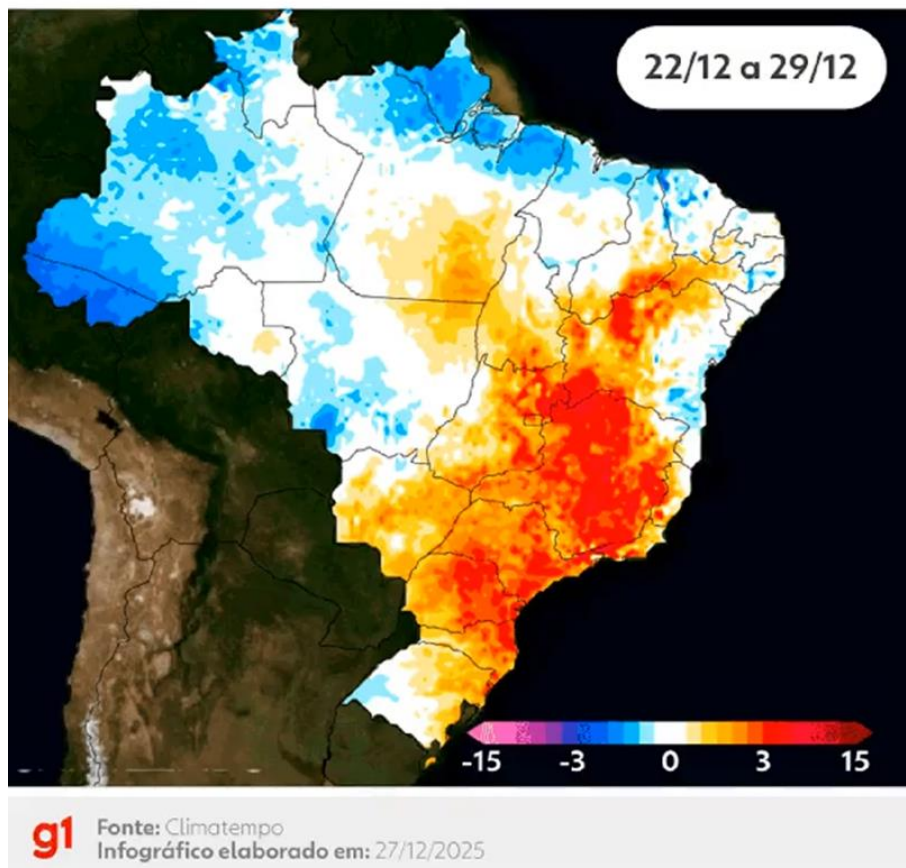 22/12 a 29/12
-15 -3 0 3 15
g1
Fonte: Climatempo
Infográfico elaborado em: 27/12/2025